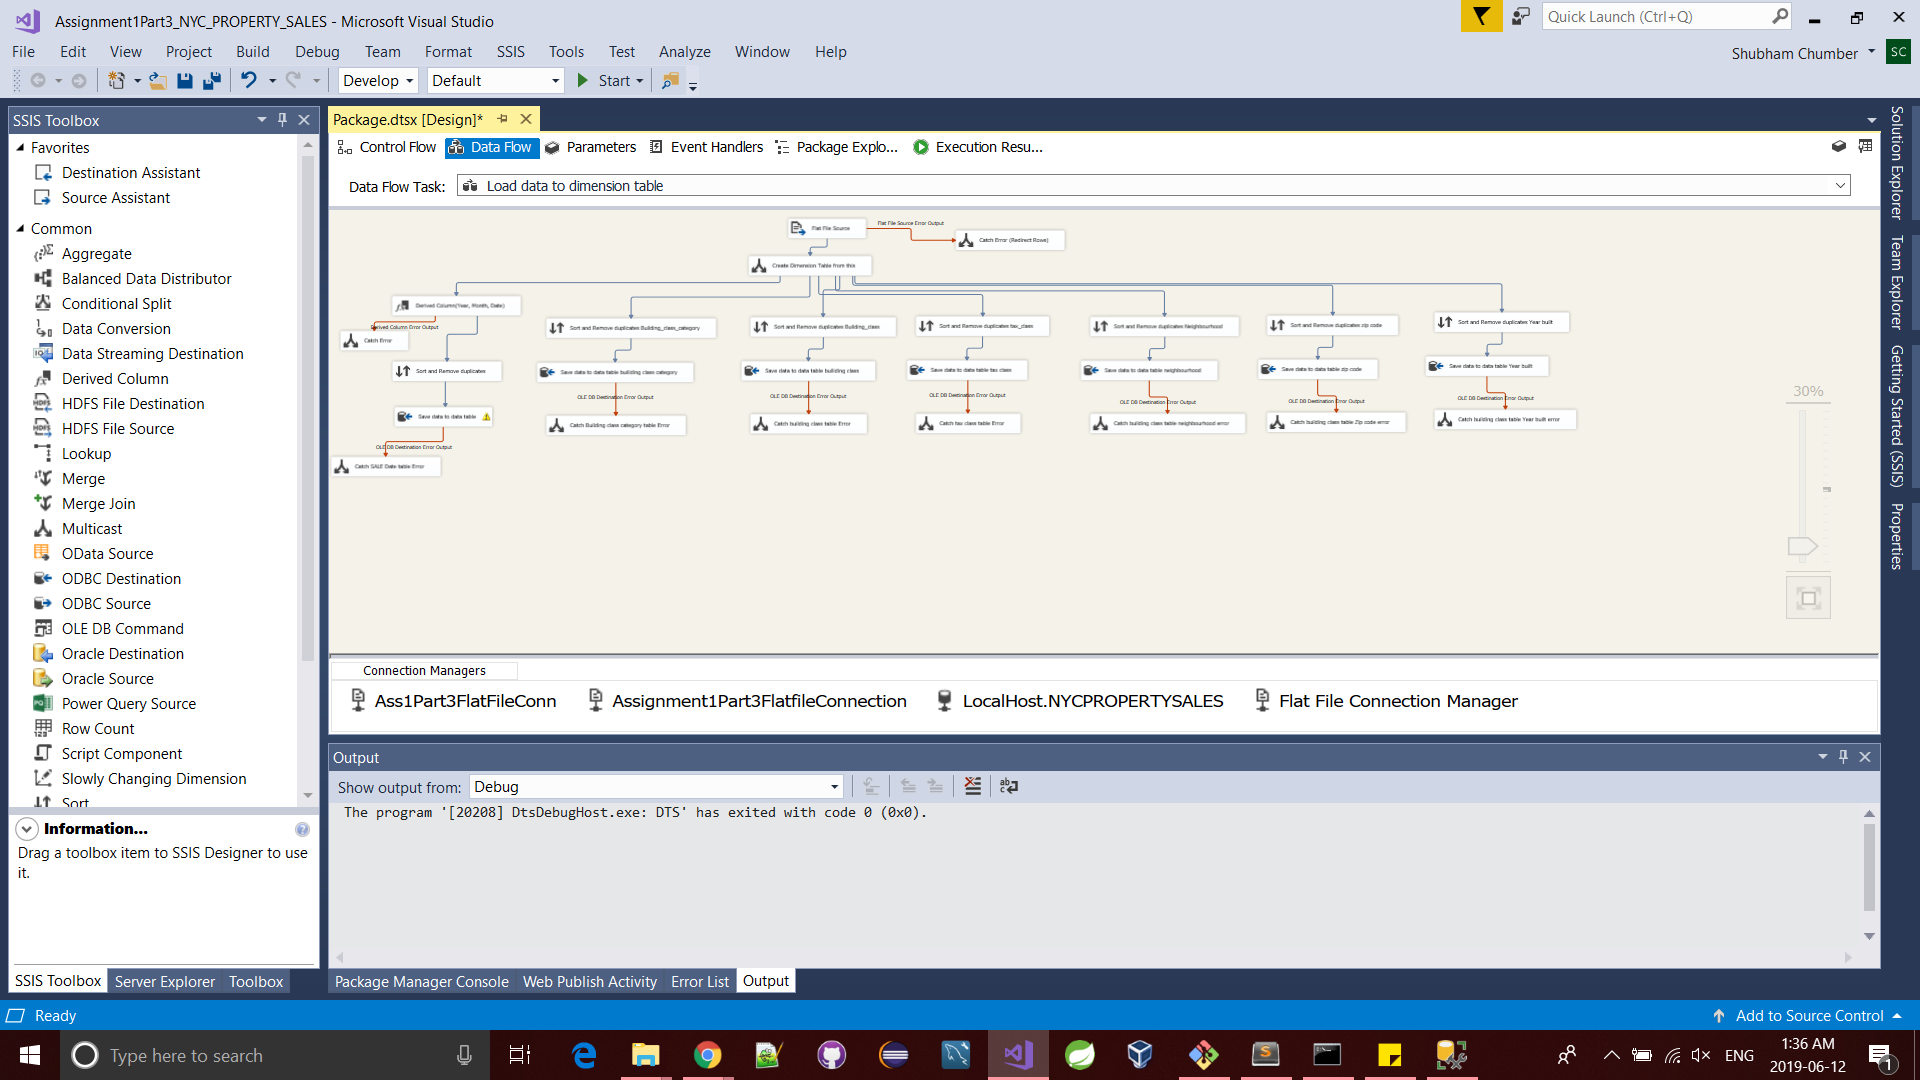 Assignment1Part3_NYC_PROPERTY_SALES - Microsoft Visual Studio
Quick Launch (Ctrl+Q)
File Edit View Project Build Debug Team Format SSIS Tools Test Analyze Window Help
Shubham Chumber
SC
Develop Default Start
SSIS Toolbox
Favorites
Destination Assistant
Source Assistant
Common
Aggregate
Balanced Data Distributor
Conditional Split
Data Conversion
Data Streaming Destination
Derived Column
HDFS File Destination
HDFS File Source
Lookup
Merge
Merge Join
Multicast
OData Source
ODBC Destination
ODBC Source
OLE DB Command
Oracle Destination
Oracle Source
Power Query Source
Row Count
Script Component
Slowly Changing Dimension
Sort
Information...
Drag a toolbox item to SSIS Designer to use
it.
SSIS Toolbox Server Explorer Toolbox
Package.dtsx [Design]*
Control Flow Data Flow Parameters Event Handlers Package Explo... Execution Resu...
Data Flow Task: Load data to dimension table
Flat File Source
Flat File Source Error Output
Catch Error (Redirect Rows)
Create Dimension Table from this
Derived Column(Year, Month, Date)
Derived Column Error Output
Catch Error
Sort and Remove duplicates
Save data to data table
OLE DB Destination Error Output
Catch SALE Date table Error
Sort and Remove duplicates Building_class_category
Save data to data table building class category
OLE DB Destination Error Output
Catch Building class category table Error
Sort and Remove duplicates Building_class
Save data to data table building class
OLE DB Destination Error Output
Catch building class table Error
Sort and Remove duplicates tax_class
Save data to data table tax class
OLE DB Destination Error Output
Catch tax class table Error
Sort and Remove duplicates Neighbourhood
Save data to data table neighbourhood
OLE DB Destination Error Output
Catch building class table neighbourhood error
Sort and Remove duplicates zip code
Save data to data table zip code
OLE DB Destination Error Output
Catch building class table Zip code error
Sort and Remove duplicates Year built
Save data to data table Year built
OLE DB Destination Error Output
Catch building class table Year built error
30%
Connection Managers
Ass1Part3FlatFileConn Assignment1Part3FlatfileConnection LocalHost.NYCPROPERTYSALES Flat File Connection Manager
Output
Show output from: Debug
The program '[20208] DtsDebugHost.exe: DTS' has exited with code 0 (0x0).
Package Manager Console Web Publish Activity Error List Output
Solution Explorer
Team Explorer
Getting Started (SSIS)
Properties
Ready
Add to Source Control
Type here to search
ENG
1:36 AM
2019-06-12
1